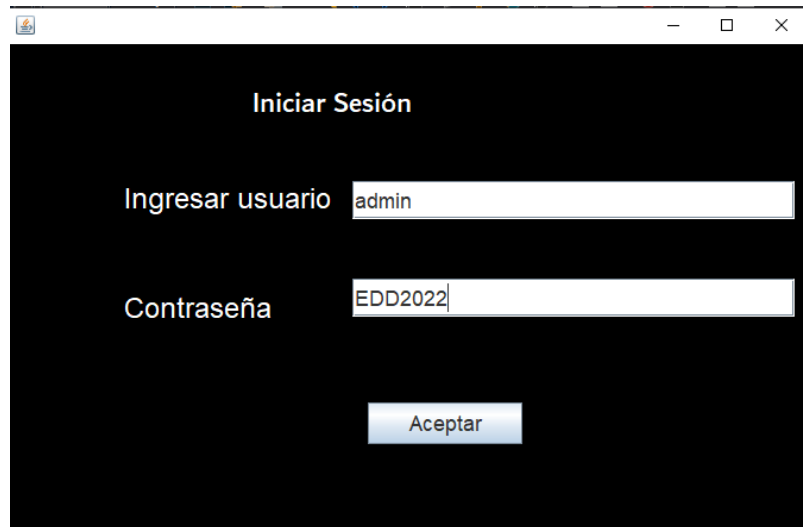 Iniciar Sesión
Ingresar usuario admin
Contraseña EDD2022
Aceptar